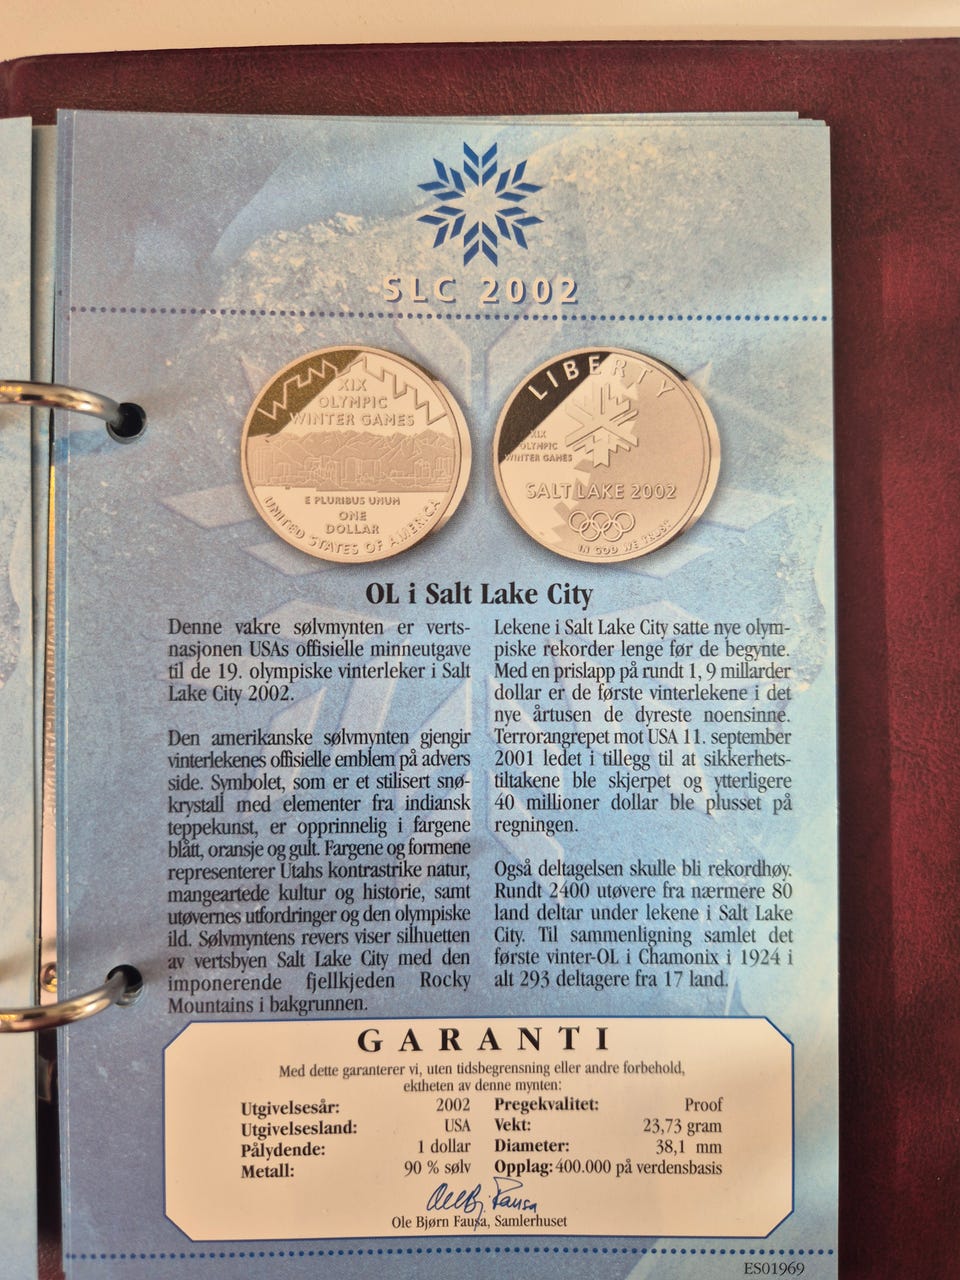 SLC 2002
XIX
OLYMPIC
WINTER GAMES
E PLURIBUS UNUM
ONE
DOLLAR
UNITED STATES OF AMERICA
LIBERTY
XIX
OLYMPIC
WINTER GAMES
SALT LAKE 2002
IN GOD WE TRUST
OL i Salt Lake City
Denne vakre sølvmynten er verts-
nasjonen USAs offisielle minneutgave
til de 19. olympiske vinterleker i Salt
Lake City 2002.
Den amerikanske sølvmynten gjengir
vinterlekenes offisielle emblem på advers
side. Symbolet, som er et stilisert snø-
krystall med elementer fra indiansk
teppekunst, er opprinnelig i fargene
blått, oransje og gult. Fargene og formene
representerer Utahs kontrastrike natur,
mangeartede kultur og historie, samt
utøvernes utfordringer og den olympiske
ild. Sølvmyntens revers viser silhuetten
av vertsbyen Salt Lake City med den
imponerende fjellkjeden Rocky
Mountains i bakgrunnen.
Lekene i Salt Lake City satte nye olym-
piske rekorder lenge før de begynte.
Med en prislapp på rundt 1, 9 millarder
dollar er de første vinterlekene i det
nye årtusen de dyreste noensinne.
Terrorangrepet mot USA 11. september
2001 ledet i tillegg til at sikkerhets-
tiltakene ble skjerpet og ytterligere
40 millioner dollar ble plusset på
regningen.
Også deltagelsen skulle bli rekordhøy.
Rundt 2400 utøvere fra nærmere 80
land deltar under lekene i Salt Lake
City. Til sammenligning samlet det
første vinter-OL i Chamonix i 1924 i
alt 293 deltagere fra 17 land.
GARANTI
Med dette garanterer vi, uten tidsbegrensning eller andre forbehold,
ektheten av denne mynten:
Utgivelsesår: 2002
Utgivelsesland: USA
Pålydende: 1 dollar
Metall: 90 % sølv
Pregekvalitet: Proof
Vekt: 23,73 gram
Diameter: 38,1 mm
Opplag: 400.000 på verdensbasis
Ole Bjørn Fausa, Samlerhuset
ES01969